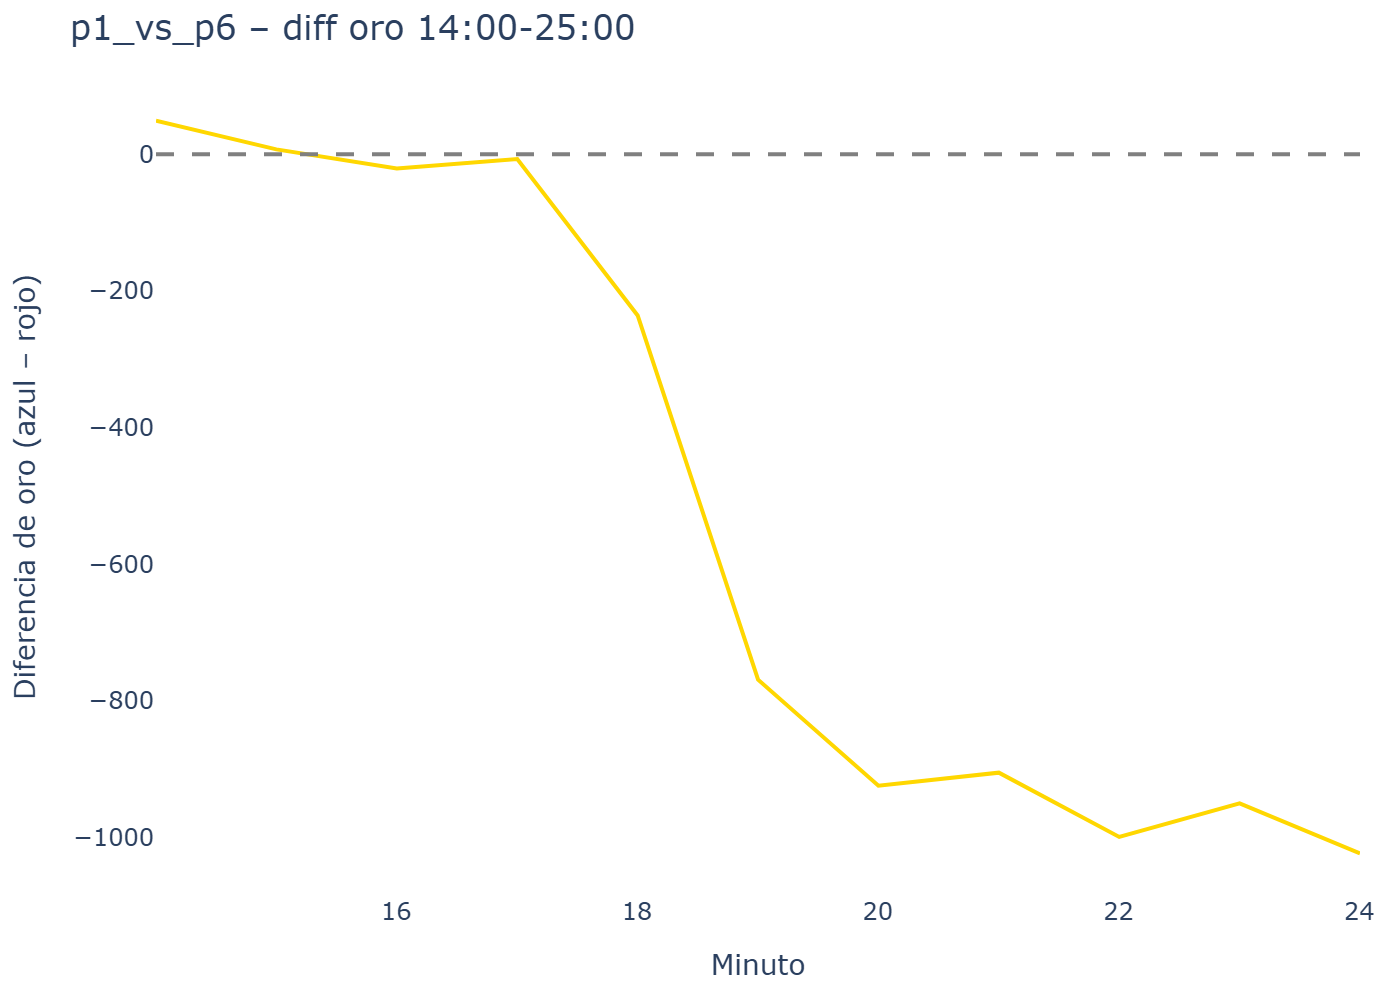 p1_vs_p6 – diff oro 14:00-25:00
Diferencia de oro (azul – rojo)
0
−200
−400
−600
−800
−1000
16 18 20 22 24
Minuto